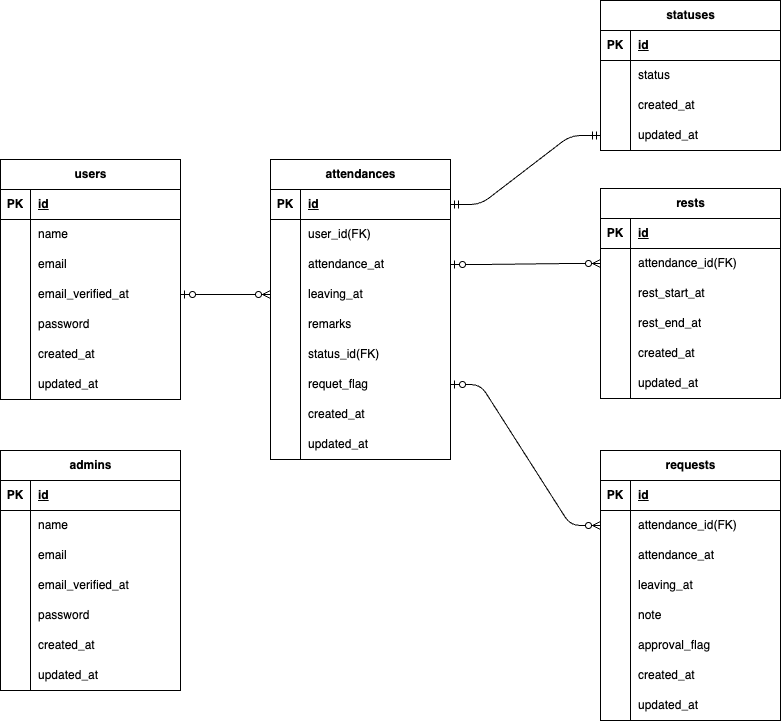 statuses
PK id
status
created_at
updated_at
users
PK id
name
email
email_verified_at
password
created_at
updated_at
attendances
PK id
user_id(FK)
attendance_at
leaving_at
remarks
status_id(FK)
requet_flag
created_at
updated_at
rests
PK id
attendance_id(FK)
rest_start_at
rest_end_at
created_at
updated_at
admins
PK id
name
email
email_verified_at
password
created_at
updated_at
requests
PK id
attendance_id(FK)
attendance_at
leaving_at
note
approval_flag
created_at
updated_at